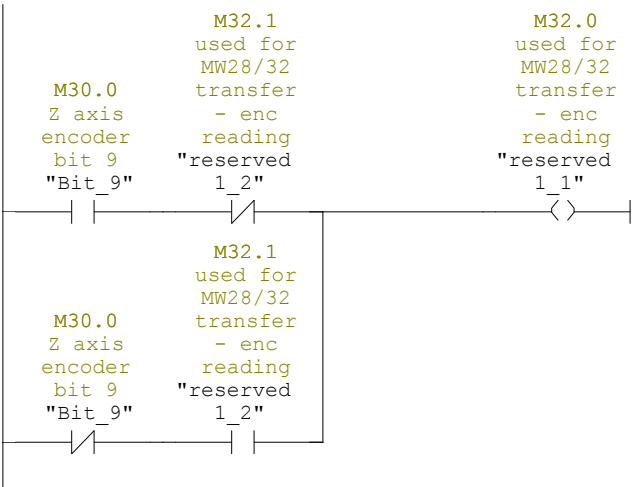 M32.1
used for
MW28/32
transfer
- enc
reading
"reserved
1_2"
M32.0
used for
MW28/32
transfer
- enc
reading
"reserved
1_1"
M30.0
Z axis
encoder
bit 9
"Bit_9"
M32.1
used for
MW28/32
transfer
- enc
reading
"reserved
1_2"
M30.0
Z axis
encoder
bit 9
"Bit_9"